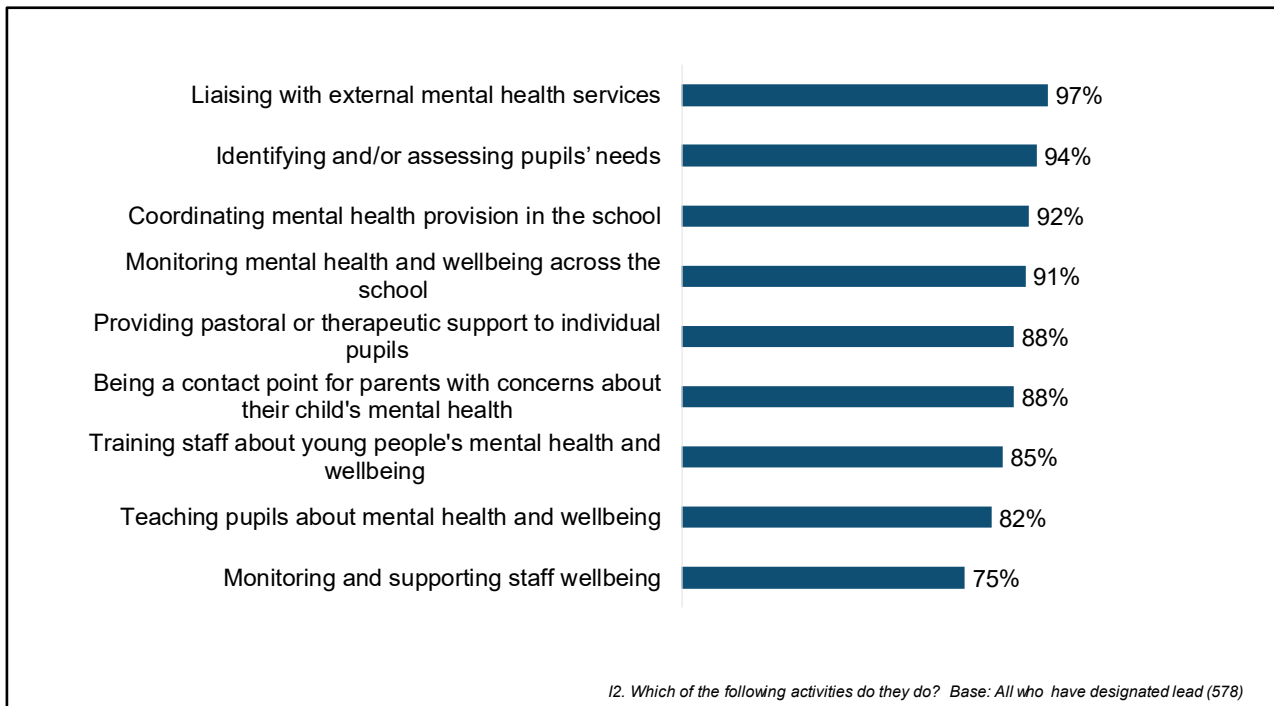 Liaising with external mental health services 97%
Identifying and/or assessing pupils’ needs 94%
Coordinating mental health provision in the school 92%
Monitoring mental health and wellbeing across the
school 91%
Providing pastoral or therapeutic support to individual
pupils 88%
Being a contact point for parents with concerns about
their child's mental health 88%
Training staff about young people's mental health and
wellbeing 85%
Teaching pupils about mental health and wellbeing 82%
Monitoring and supporting staff wellbeing 75%
I2. Which of the following activities do they do? Base: All who have designated lead (578)